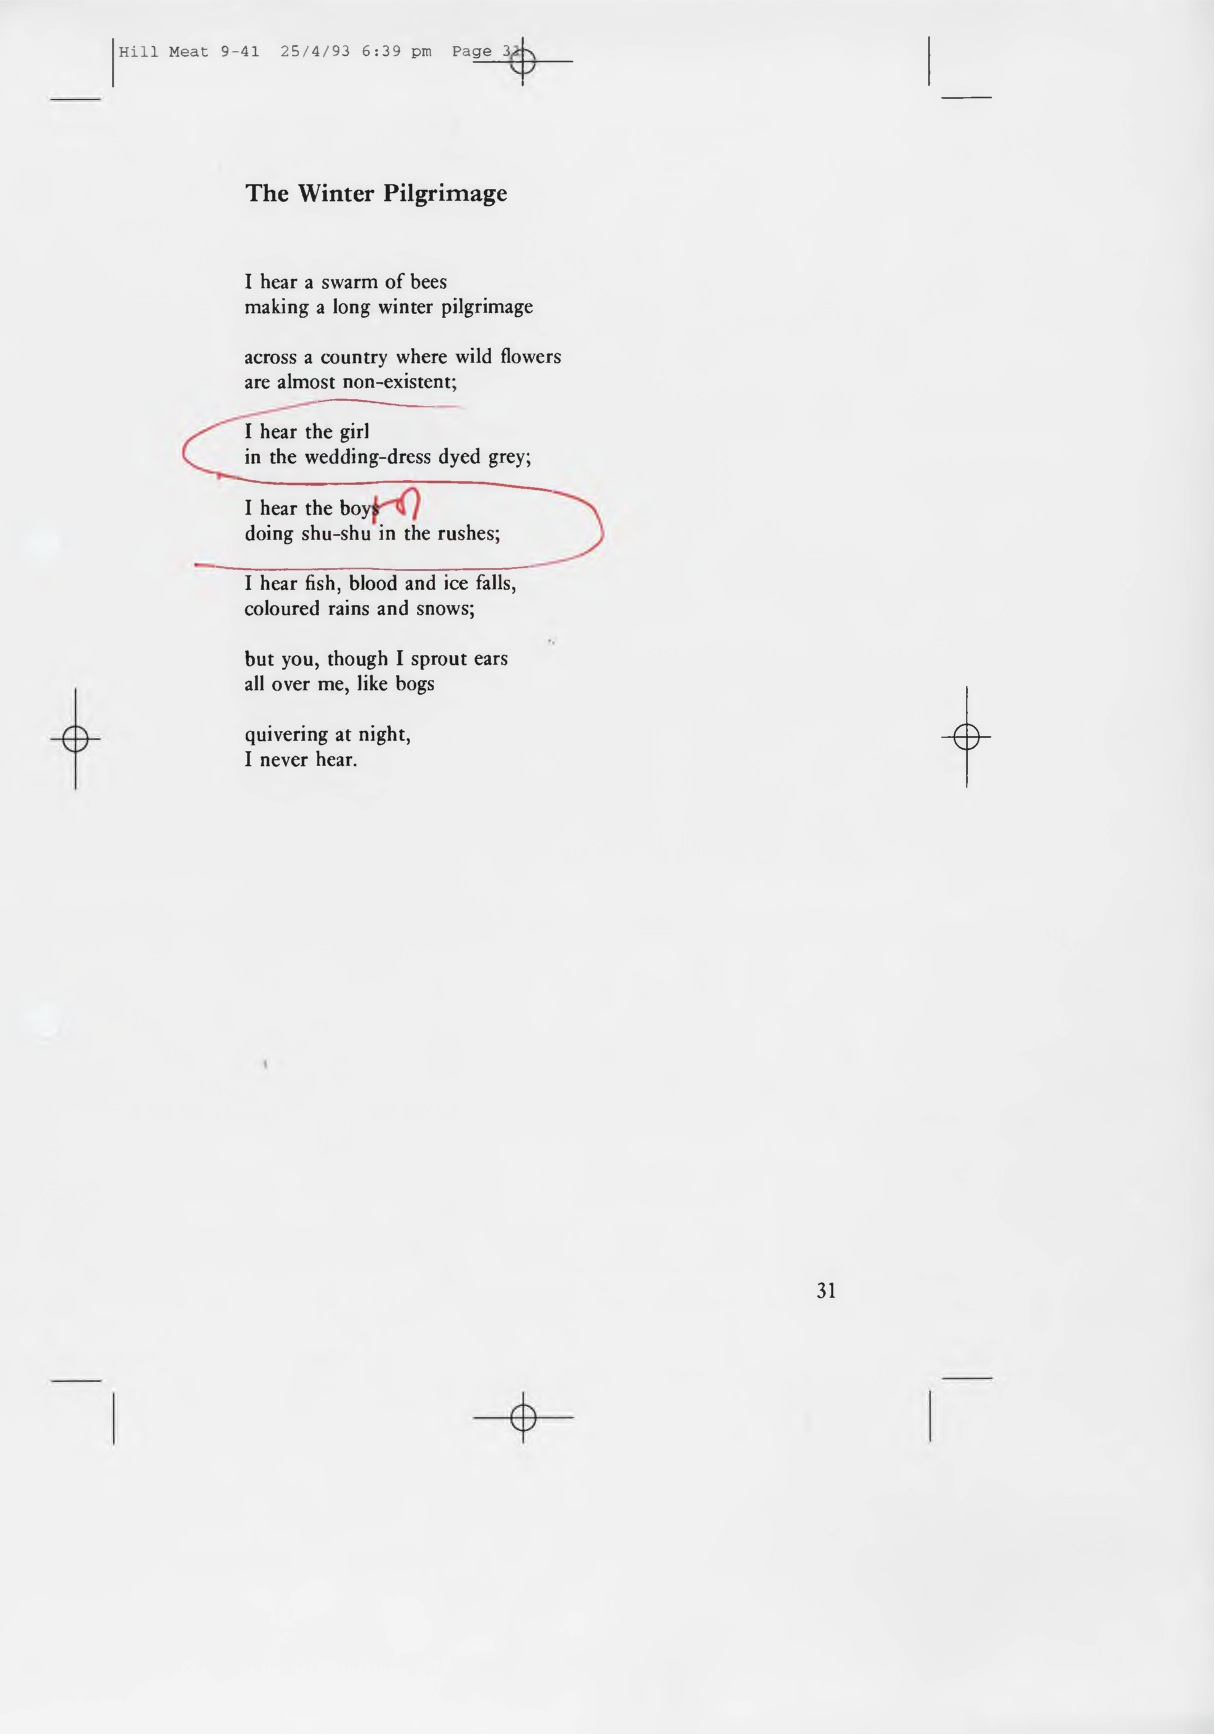 Hill Meat 9-41 25/4/93 6:39 pm Page 31
The Winter Pilgrimage
I hear a swarm of bees
making a long winter pilgrimage
across a country where wild flowers
are almost non-existent;
I hear the girl
in the wedding-dress dyed grey;
I hear the boys
doing shu-shu in the rushes;
I hear fish, blood and ice falls,
coloured rains and snows;
but you, though I sprout ears
all over me, like bogs
quivering at night,
I never hear.
31